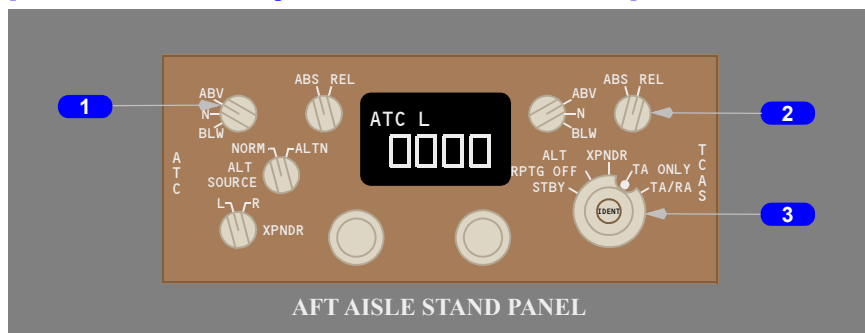 ABS REL
ABS REL
1
ABV
N
BLW
ATC L
0000
ABV
N
BLW
2
NORM
ALTN
ALT
SOURCE
ALT
RPTG OFF
STBY
XPNDR
TA ONLY
TA/RA
ATC
TCAS
L
R
XPNDR
IDENT
3
AFT AISLE STAND PANEL